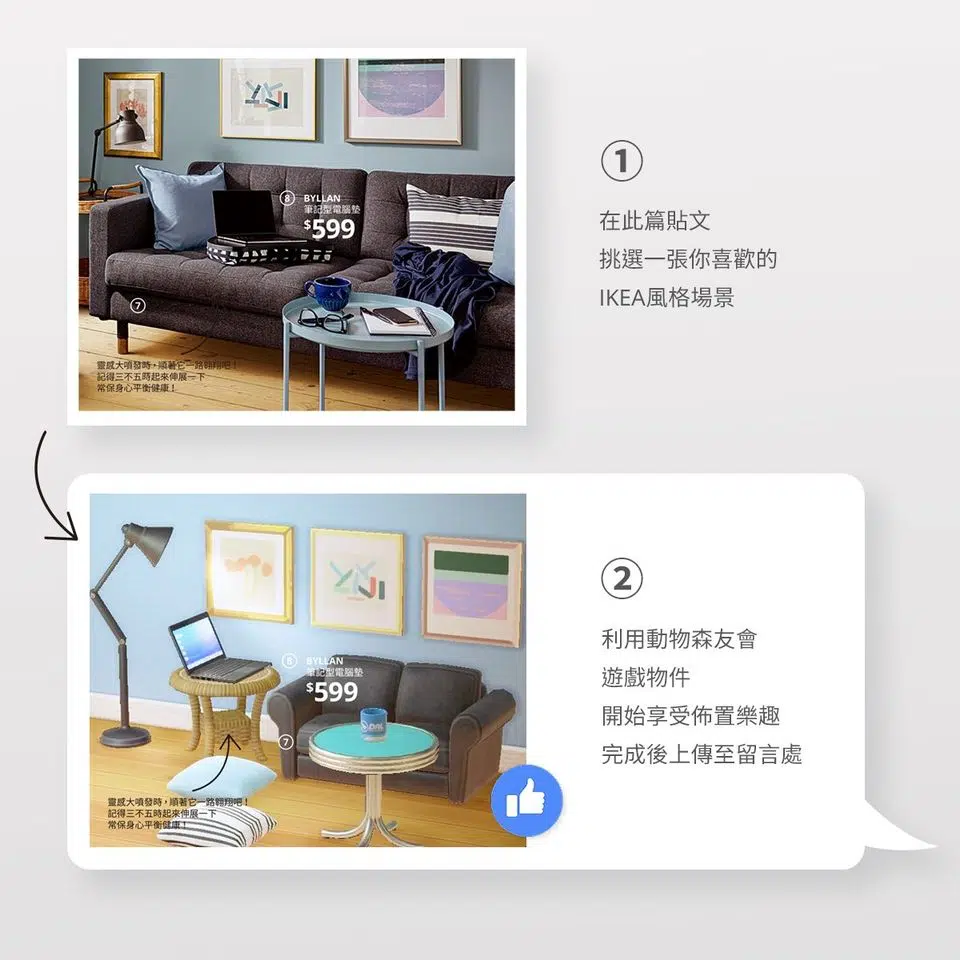 ①
在此篇貼文
挑選一張你喜歡的
IKEA風格場景
⑧ BYLLAN
筆記型電腦墊
$599
⑦
靈感大噴發時，順著它一路翱翔吧！
記得三不五時起來伸展一下
常保身心平衡健康！
②
利用動物森友會
遊戲物件
開始享受佈置樂趣
完成後上傳至留言處
⑧ BYLLAN
筆記型電腦墊
$599
⑦
靈感大噴發時，順著它一路翱翔吧！
記得三不五時起來伸展一下
常保身心平衡健康！